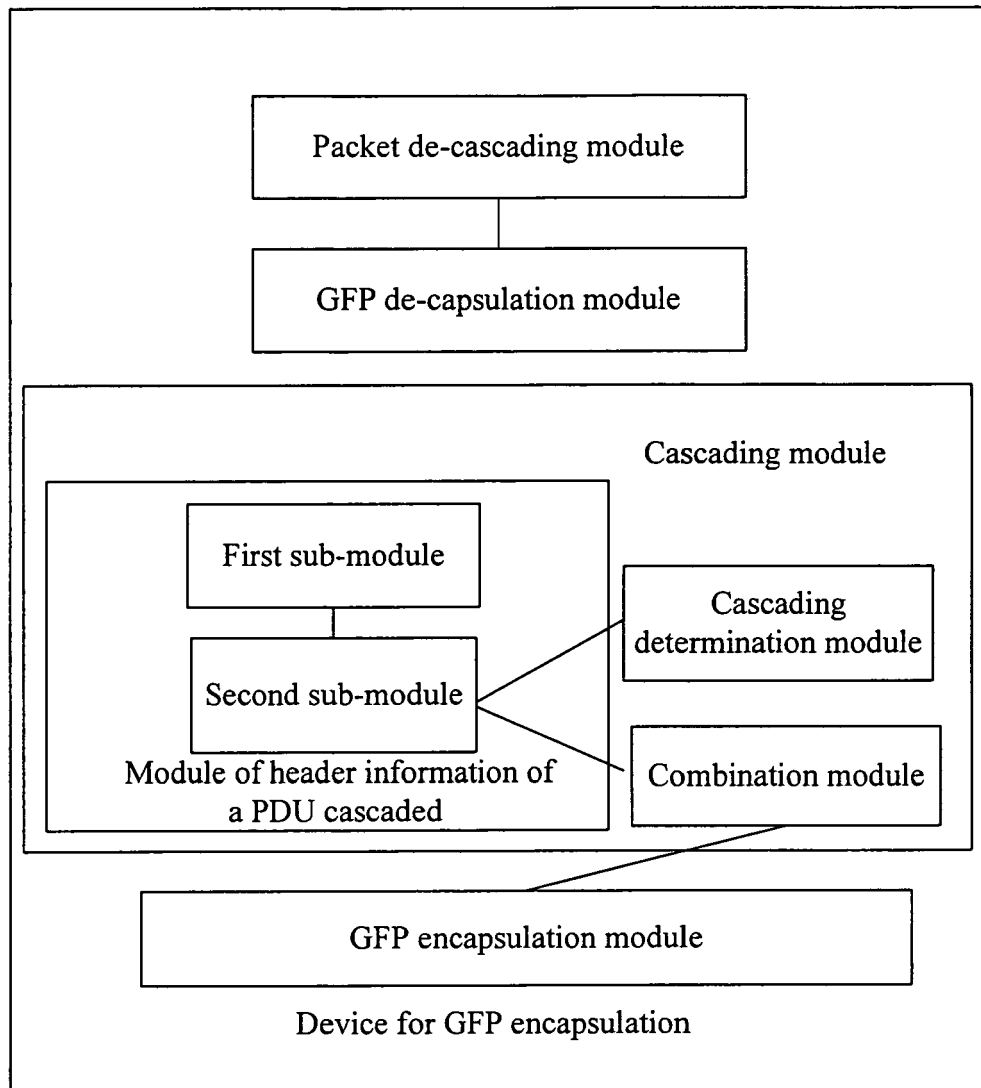 Packet de-cascading module
GFP de-capsulation module
Cascading module
First sub-module
Cascading
determination module
Second sub-module
Module of header information of
a PDU cascaded
Combination module
GFP encapsulation module
Device for GFP encapsulation